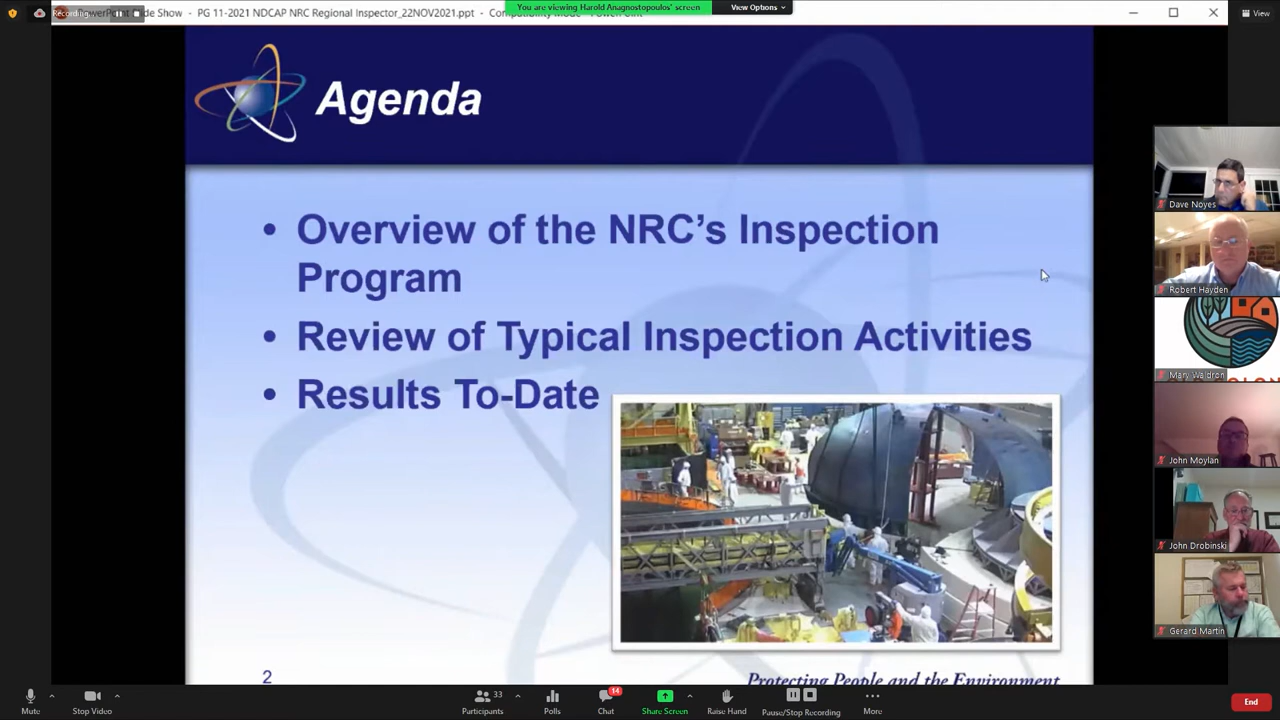 You are viewing Harold Anagnostopoulos' screen
View Options
Recording
Show - PG 11-2021 NDCAP NRC Regional Inspector_22NOV2021.ppt -
View
Agenda
• Overview of the NRC's Inspection
Program
• Review of Typical Inspection Activities
• Results To-Date
2
Protecting People and the Environment
Dave Noyes
Robert Hayden
Mary Waldron
John Moylan
John Drobinski
Gerard Martin
Mute
Stop Video
33
Participants
Polls
14
Chat
Share Screen
Raise Hand
Pause/Stop Recording
More
End